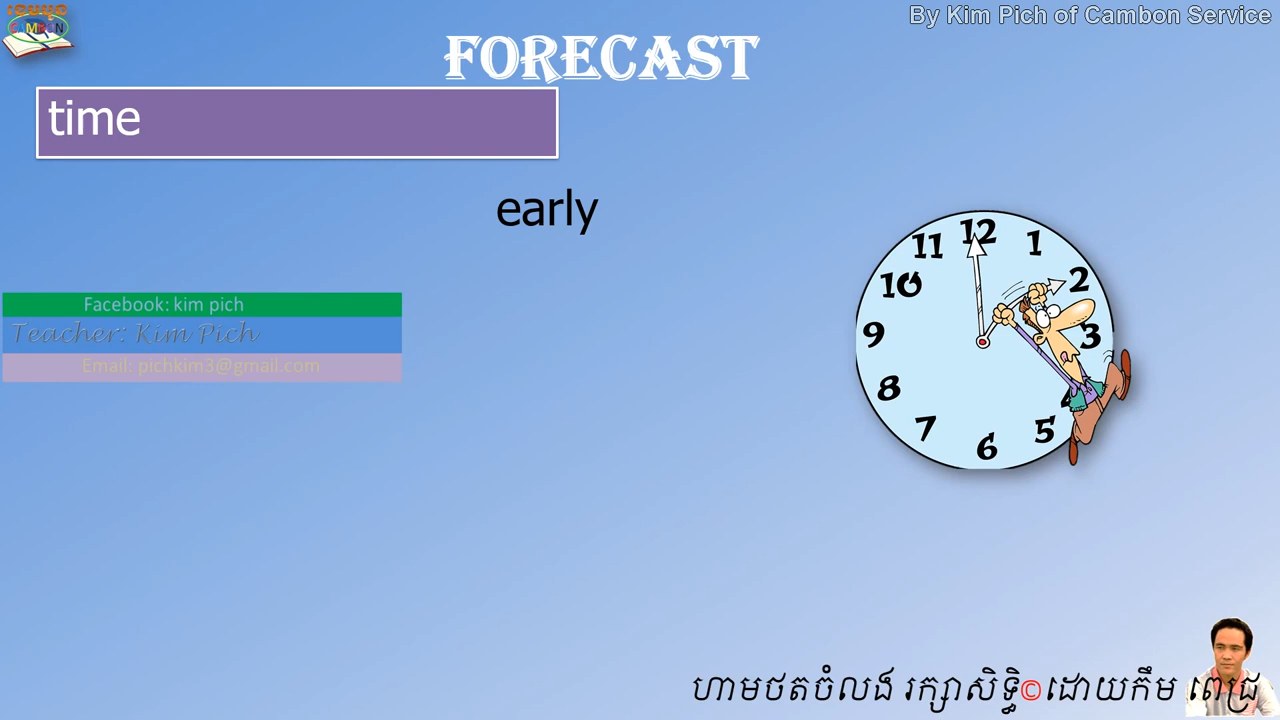 CAMBON
By Kim Pich of Cambon Service
FORECAST
time
early
Facebook: kim pich
Teacher: Kim Pich
Email: pichkim3@gmail.com
12
11
1
10
2
9
3
8
7
5
6
ហាមថតចំលង រក្សាសិទ្ធិ©ដោយកឹម ពេជ្រ